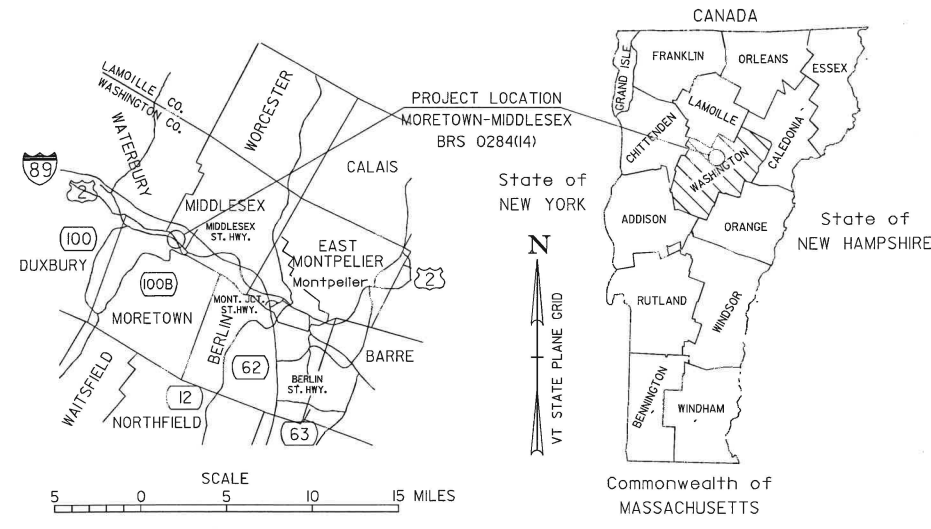 CANADA
LAMOILLE CO.
WASHINGTON CO.
WATERBURY
WORCESTER
PROJECT LOCATION
MORETOWN-MIDDLESEX
BRS 0284(14)
CALAIS
89
2
MIDDLESEX
MIDDLESEX
ST. HWY.
100
DUXBURY
100B
EAST
MONTPELIER
Montpelier
2
MORETOWN
MONT. JCT.
ST.HWY.
BERLIN
BARRE
62
BERLIN
ST. HWY.
WAITSFIELD
12
NORTHFIELD
63
SCALE
5 0 5 10 15 MILES
State of
NEW YORK
N
VT STATE PLANE GRID
GRAND ISLE
FRANKLIN
ORLEANS
ESSEX
LAMOILLE
CHITTENDEN
CALEDONIA
WASHINGTON
ADDISON
ORANGE
State of
NEW HAMPSHIRE
RUTLAND
WINDSOR
BENNINGTON
WINDHAM
Commonwealth of
MASSACHUSETTS